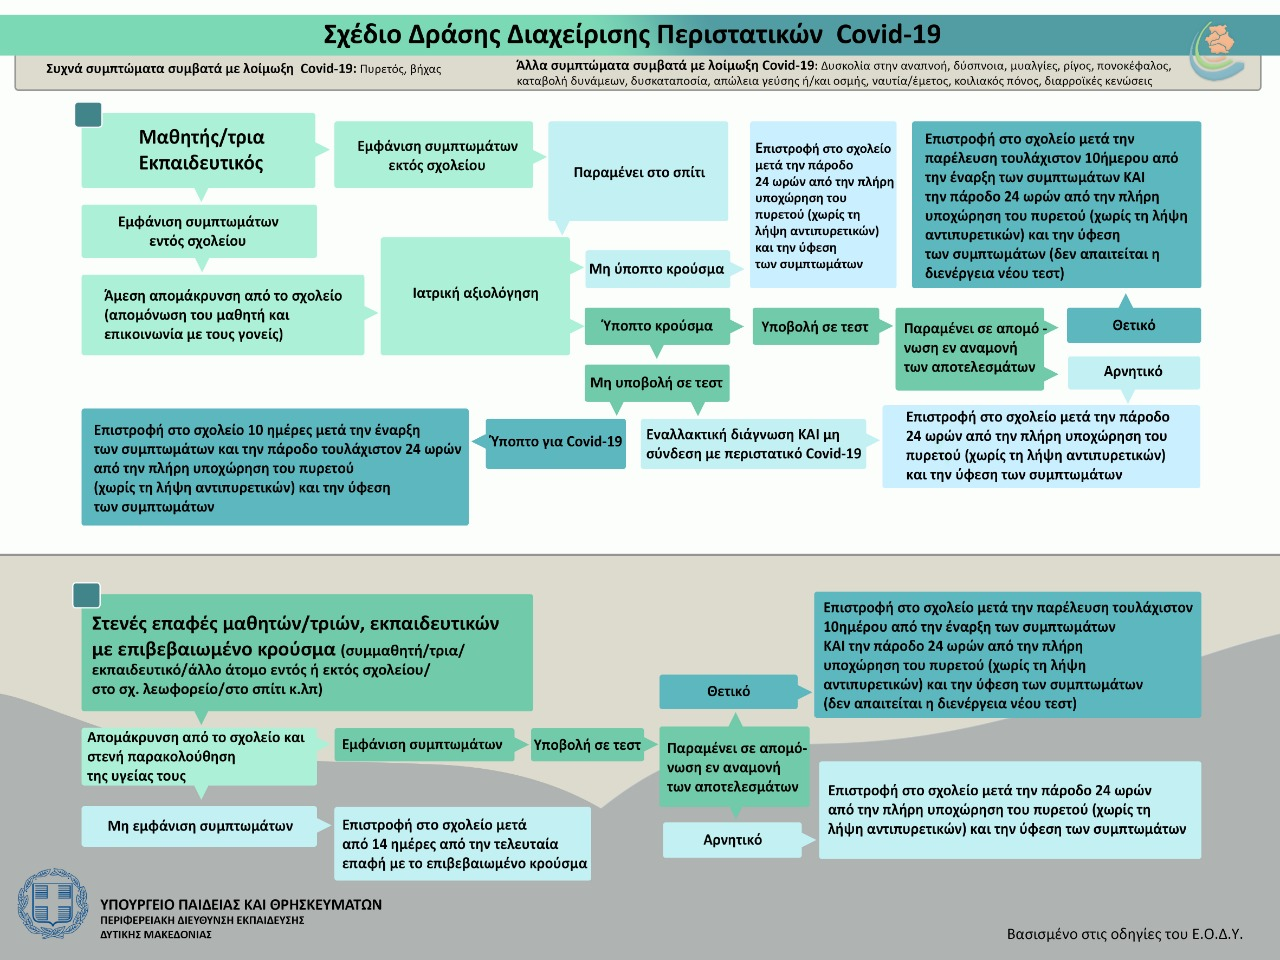 Σχέδιο Δράσης Διαχείρισης Περιστατικών Covid-19
Συχνά συμπτώματα συμβατά με λοίμωξη Covid-19: Πυρετός, βήχας
Άλλα συμπτώματα συμβατά με λοίμωξη Covid-19: Δυσκολία στην αναπνοή, δύσπνοια, μυαλγίες, ρίγος, πονοκέφαλος,
καταβολή δυνάμεων, δυσκαταποσία, απώλεια γεύσης ή/και οσμής, ναυτία/έμετος, κοιλιακός πόνος, διαρροϊκές κενώσεις
Μαθητής/τρια
Εκπαιδευτικός
Εμφάνιση συμπτωμάτων
εκτός σχολείου
Παραμένει στο σπίτι
Επιστροφή στο σχολείο
μετά την πάροδο
24 ωρών από την πλήρη
υποχώρηση του
πυρετού (χωρίς τη
λήψη αντιπυρετικών)
και την ύφεση
των συμπτωμάτων
Επιστροφή στο σχολείο μετά την
παρέλευση τουλάχιστον 10ήμερου από
την έναρξη των συμπτωμάτων ΚΑΙ
την πάροδο 24 ωρών από την πλήρη
υποχώρηση του πυρετού (χωρίς τη λήψη
αντιπυρετικών) και την ύφεση
των συμπτωμάτων (δεν απαιτείται η
διενέργεια νέου τεστ)
Εμφάνιση συμπτωμάτων
εντός σχολείου
Άμεση απομάκρυνση από το σχολείο
(απομόνωση του μαθητή και
επικοινωνία με τους γονείς)
Ιατρική αξιολόγηση
Μη ύποπτο κρούσμα
Ύποπτο κρούσμα
Υποβολή σε τεστ
Παραμένει σε απομό -
νωση εν αναμονή
των αποτελεσμάτων
Θετικό
Αρνητικό
Μη υποβολή σε τεστ
Επιστροφή στο σχολείο 10 ημέρες μετά την έναρξη
των συμπτωμάτων και την πάροδο τουλάχιστον 24 ωρών
από την πλήρη υποχώρηση του πυρετού
(χωρίς τη λήψη αντιπυρετικών) και την ύφεση
των συμπτωμάτων
Ύποπτο για Covid-19
Εναλλακτική διάγνωση ΚΑΙ μη
σύνδεση με περιστατικό Covid-19
Επιστροφή στο σχολείο μετά την πάροδο
24 ωρών από την πλήρη υποχώρηση του
πυρετού (χωρίς τη λήψη αντιπυρετικών)
και την ύφεση των συμπτωμάτων
Στενές επαφές μαθητών/τριών, εκπαιδευτικών
με επιβεβαιωμένο κρούσμα (συμμαθητή/τρια/
εκπαιδευτικό/άλλο άτομο εντός ή εκτός σχολείου/
στο σχ. λεωφορείο/στο σπίτι κ.λπ)
Απομάκρυνση από το σχολείο και
στενή παρακολούθηση
της υγείας τους
Εμφάνιση συμπτωμάτων
Υποβολή σε τεστ
Παραμένει σε απομό-
νωση εν αναμονή
των αποτελεσμάτων
Θετικό
Επιστροφή στο σχολείο μετά την παρέλευση τουλάχιστον
10ημέρου από την έναρξη των συμπτωμάτων
ΚΑΙ την πάροδο 24 ωρών από την πλήρη
υποχώρηση του πυρετού (χωρίς τη λήψη
αντιπυρετικών) και την ύφεση των συμπτωμάτων
(δεν απαιτείται η διενέργεια νέου τεστ)
Αρνητικό
Επιστροφή στο σχολείο μετά την πάροδο 24 ωρών
από την πλήρη υποχώρηση του πυρετού (χωρίς τη
λήψη αντιπυρετικών) και την ύφεση των συμπτωμάτων
Μη εμφάνιση συμπτωμάτων
Επιστροφή στο σχολείο μετά
από 14 ημέρες από την τελευταία
επαφή με το επιβεβαιωμένο κρούσμα
ΥΠΟΥΡΓΕΙΟ ΠΑΙΔΕΙΑΣ ΚΑΙ ΘΡΗΣΚΕΥΜΑΤΩΝ
ΠΕΡΙΦΕΡΕΙΑΚΗ ΔΙΕΥΘΥΝΣΗ ΕΚΠΑΙΔΕΥΣΗΣ
ΔΥΤΙΚΗΣ ΜΑΚΕΔΟΝΙΑΣ
Βασισμένο στις οδηγίες του Ε.Ο.Δ.Υ.